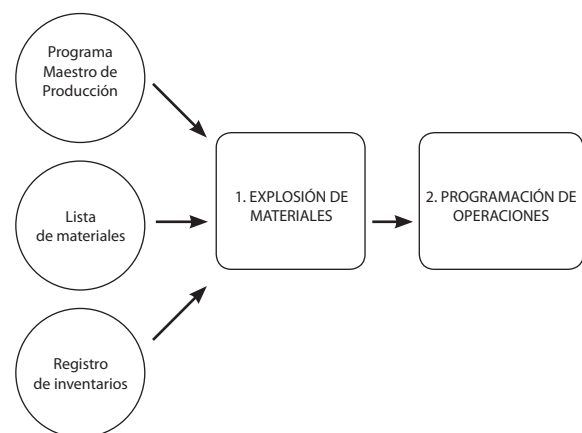 Programa
Maestro de
Producción
Lista
de materiales
Registro
de inventarios
1. EXPLOSIÓN DE
MATERIALES
2. PROGRAMACIÓN DE
OPERACIONES